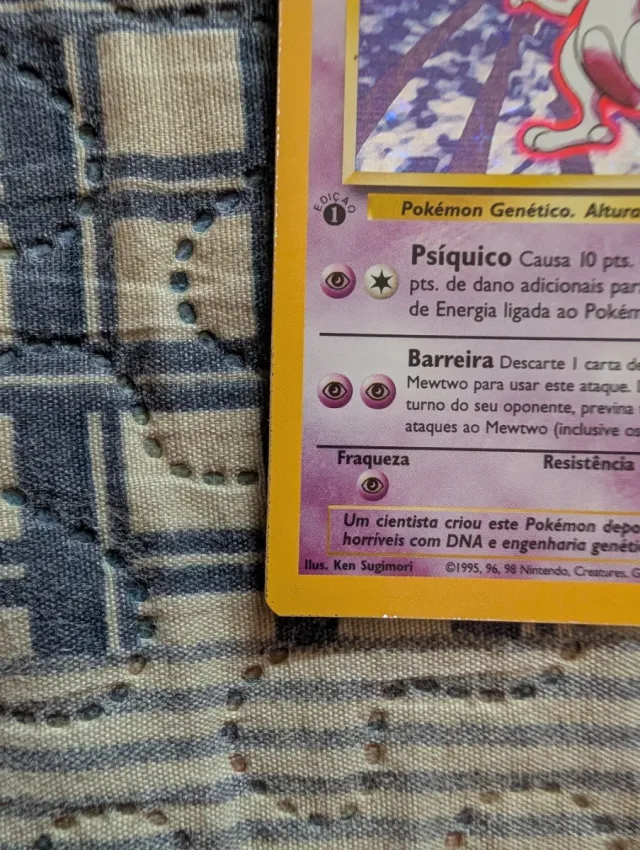 EDIÇÃO
1
Pokémon Genético. Altura
Psíquico Causa 10 pts.
pts. de dano adicionais par
de Energia ligada ao Pokém
Barreira Descarte 1 carta de
Mewtwo para usar este ataque.
turno do seu oponente, previna
ataques ao Mewtwo (inclusive os
Fraqueza Resistência
Um cientista criou este Pokémon depo
horríveis com DNA e engenharia genéti
Ilus. Ken Sugimori ©1995, 96, 98 Nintendo, Creatures, G